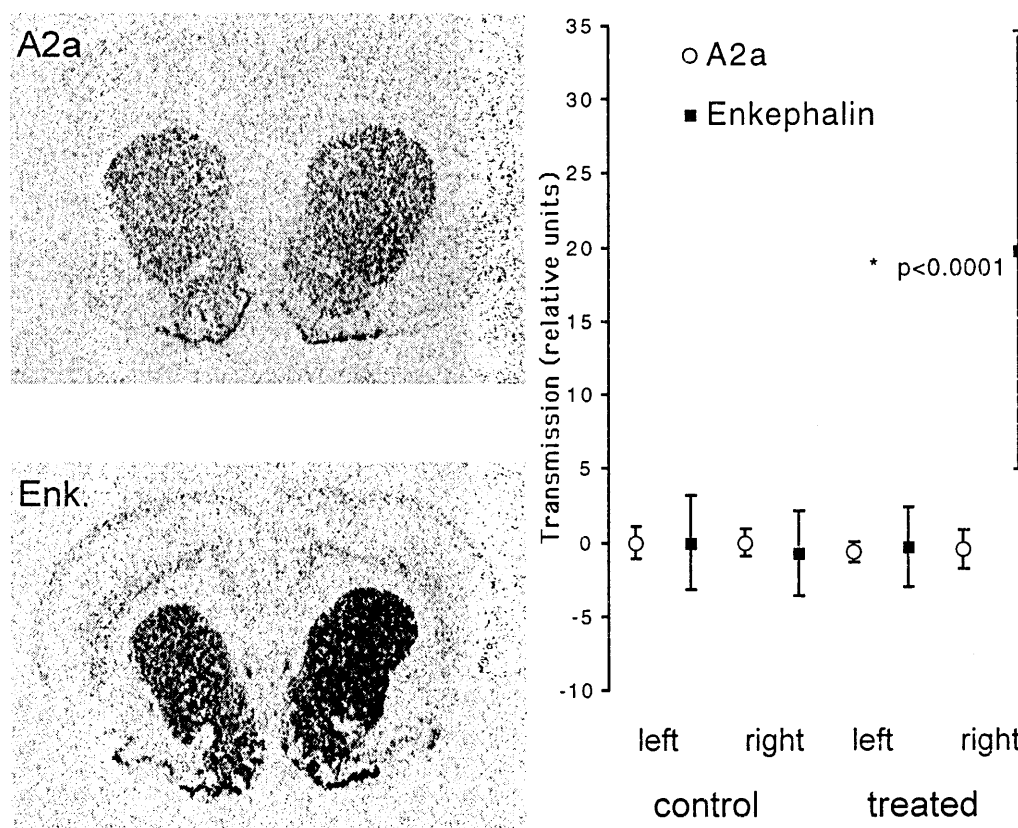 A2a
Enk.
Transmission (relative units)
35
30
25
20
15
10
5
0
-5
-10
A2a
Enkephalin
* p<0.0001
left right left right
control treated